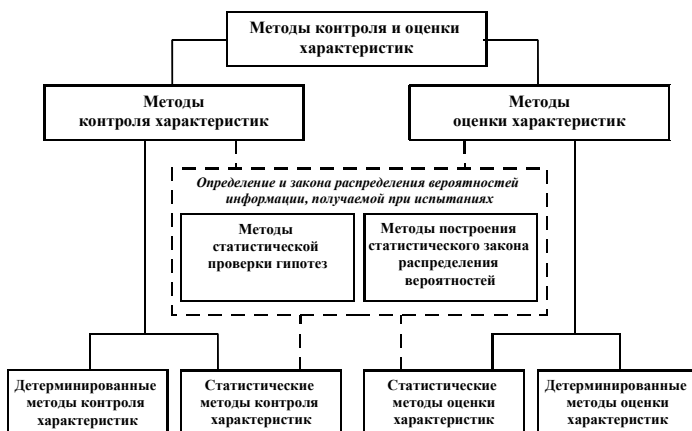 Методы контроля и оценки
характеристик
Методы
контроля характеристик
Методы
оценки характеристик
Определение и закона распределения вероятностей
информации, получаемой при испытаниях
Методы
статистической
проверки гипотез
Методы построения
статистического закона
распределения
вероятностей
Детерминированные
методы контроля
характеристик
Статистические
методы контроля
характеристик
Статистические
методы оценки
характеристик
Детерминированные
методы оценки
характеристик